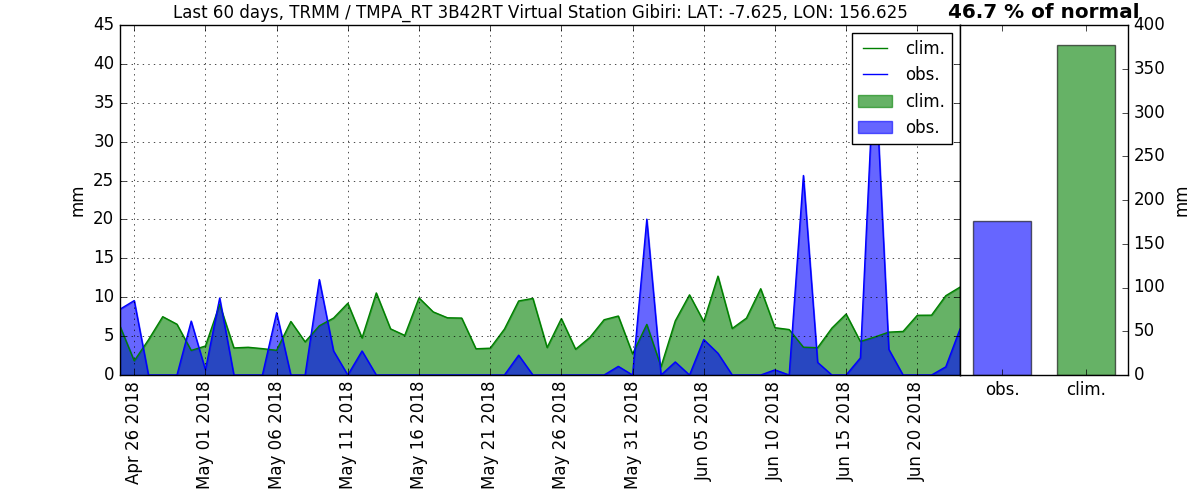 Last 60 days, TRMM / TMPA_RT 3B42RT Virtual Station Gibiri: LAT: -7.625, LON: 156.625
46.7 % of normal
45
40
35
30
25
20
15
10
5
0
mm
clim.
obs.
clim.
obs.
Apr 26 2018
May 01 2018
May 06 2018
May 11 2018
May 16 2018
May 21 2018
May 26 2018
May 31 2018
Jun 05 2018
Jun 10 2018
Jun 15 2018
Jun 20 2018
400
350
300
250
200
150
100
50
0
mm
obs.
clim.